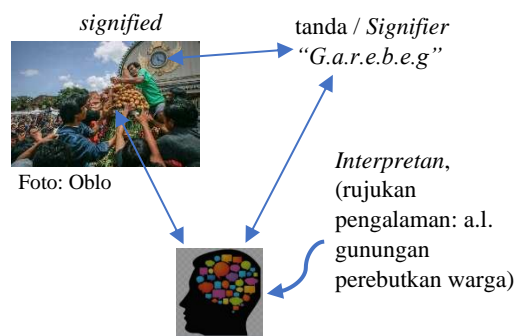 signified
tanda / Signifier
“G.a.r.e.b.e.g”
Foto: Oblo
Interpretan,
(rujukan
pengalaman: a.l.
gunungan
perebutkan warga)